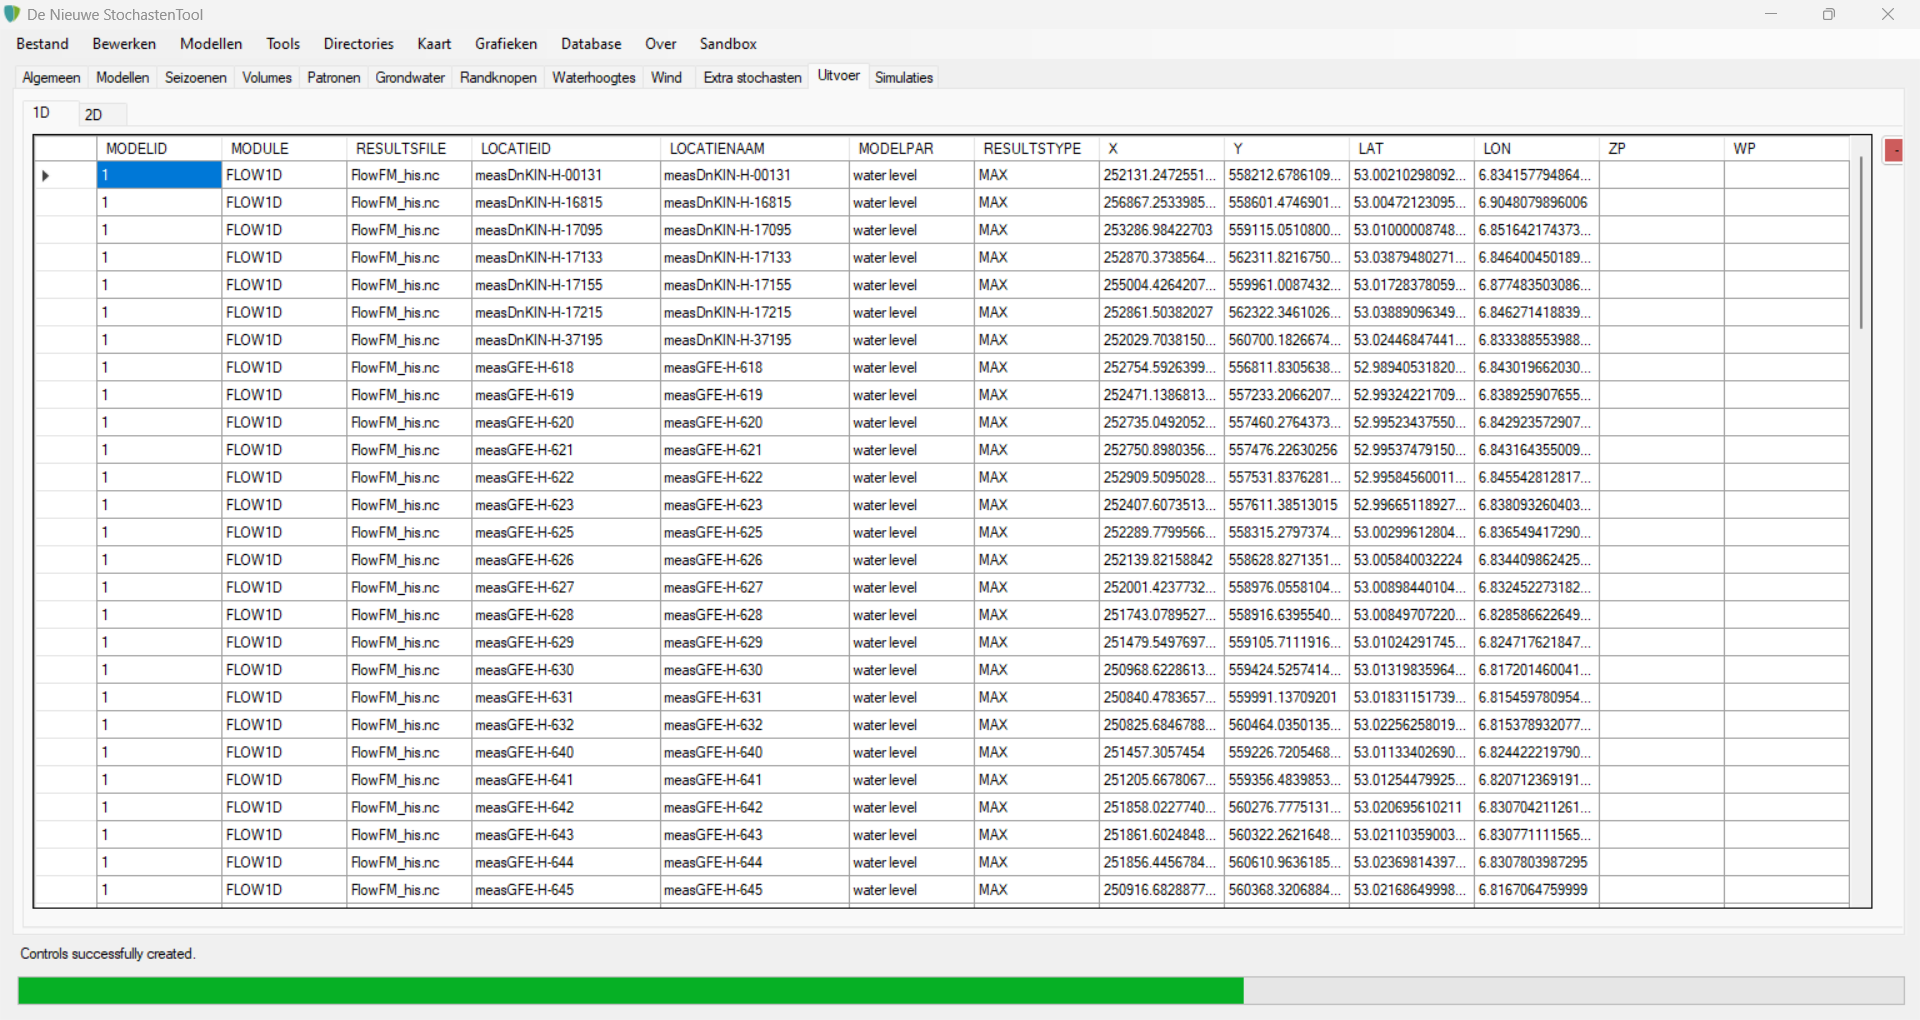 De Nieuwe StochastenTool
Bestand Bewerken Modellen Tools Directories Kaart Grafieken Database Over Sandbox
Algemeen Modellen Seizoenen Volumes Patronen Grondwater Randknopen Waterhoogtes Wind Extra stochasten Uitvoer Simulaties
1D 2D
MODELID MODULE RESULTSFILE LOCATIEID LOCATIENAAM MODELPAR RESULTSTYPE X Y LAT LON ZP WP
1 FLOW1D FlowFM_his.nc measDnKIN-H-00131 measDnKIN-H-00131 water level MAX 252131.2472551... 558212.6786109... 53.00210298092... 6.834157794864...
1 FLOW1D FlowFM_his.nc measDnKIN-H-16815 measDnKIN-H-16815 water level MAX 256867.2533985... 558601.4746901... 53.00472123095... 6.9048079896006
1 FLOW1D FlowFM_his.nc measDnKIN-H-17095 measDnKIN-H-17095 water level MAX 253286.98422703 559115.0510800... 53.01000008748... 6.851642174373...
1 FLOW1D FlowFM_his.nc measDnKIN-H-17133 measDnKIN-H-17133 water level MAX 252870.3738564... 562311.8216750... 53.03879480271... 6.846400450189...
1 FLOW1D FlowFM_his.nc measDnKIN-H-17155 measDnKIN-H-17155 water level MAX 255004.4264207... 559961.0087432... 53.01728378059... 6.877483503086...
1 FLOW1D FlowFM_his.nc measDnKIN-H-17215 measDnKIN-H-17215 water level MAX 252861.50382027 562322.3461026... 53.03889096349... 6.846271418839...
1 FLOW1D FlowFM_his.nc measDnKIN-H-37195 measDnKIN-H-37195 water level MAX 252029.7038150... 560700.1826674... 53.02446847441... 6.833388553988...
1 FLOW1D FlowFM_his.nc measGFE-H-618 measGFE-H-618 water level MAX 252754.5926399... 556811.8305638... 52.98940531820... 6.843019662030...
1 FLOW1D FlowFM_his.nc measGFE-H-619 measGFE-H-619 water level MAX 252471.1386813... 557233.2066207... 52.99324221709... 6.838925907655...
1 FLOW1D FlowFM_his.nc measGFE-H-620 measGFE-H-620 water level MAX 252735.0492052... 557460.2764373... 52.99523437550... 6.842923572907...
1 FLOW1D FlowFM_his.nc measGFE-H-621 measGFE-H-621 water level MAX 252750.8980356... 557476.22630256 52.99537479150... 6.843164355009...
1 FLOW1D FlowFM_his.nc measGFE-H-622 measGFE-H-622 water level MAX 252909.5095028... 557531.8376281... 52.99584560011... 6.845542812817...
1 FLOW1D FlowFM_his.nc measGFE-H-623 measGFE-H-623 water level MAX 252407.6073513... 557611.38513015 52.99665118927... 6.838093260403...
1 FLOW1D FlowFM_his.nc measGFE-H-625 measGFE-H-625 water level MAX 252289.7799566... 558315.2797374... 53.00299612804... 6.836549417290...
1 FLOW1D FlowFM_his.nc measGFE-H-626 measGFE-H-626 water level MAX 252139.82158842 558628.8271351... 53.005840032224 6.834409862425...
1 FLOW1D FlowFM_his.nc measGFE-H-627 measGFE-H-627 water level MAX 252001.4237732... 558976.0558104... 53.00898440104... 6.832452273182...
1 FLOW1D FlowFM_his.nc measGFE-H-628 measGFE-H-628 water level MAX 251743.0789527... 558916.6395540... 53.00849707220... 6.828586622649...
1 FLOW1D FlowFM_his.nc measGFE-H-629 measGFE-H-629 water level MAX 251479.5497697... 559105.7111916... 53.01024291745... 6.824717621847...
1 FLOW1D FlowFM_his.nc measGFE-H-630 measGFE-H-630 water level MAX 250968.6228613... 559424.5257414... 53.01319835964... 6.817201460041...
1 FLOW1D FlowFM_his.nc measGFE-H-631 measGFE-H-631 water level MAX 250840.4783657... 559991.13709201 53.01831151739... 6.815459780954...
1 FLOW1D FlowFM_his.nc measGFE-H-632 measGFE-H-632 water level MAX 250825.6846788... 560464.0350135... 53.02256258019... 6.815378932077...
1 FLOW1D FlowFM_his.nc measGFE-H-640 measGFE-H-640 water level MAX 251457.3057454 559226.7205468... 53.01133402690... 6.824422219790...
1 FLOW1D FlowFM_his.nc measGFE-H-641 measGFE-H-641 water level MAX 251205.6678067... 559356.4839853... 53.01254479925... 6.820712369191...
1 FLOW1D FlowFM_his.nc measGFE-H-642 measGFE-H-642 water level MAX 251858.0227740... 560276.7775131... 53.020695610211 6.830704211261...
1 FLOW1D FlowFM_his.nc measGFE-H-643 measGFE-H-643 water level MAX 251861.6024848... 560322.2621648... 53.02110359003... 6.830771111565...
1 FLOW1D FlowFM_his.nc measGFE-H-644 measGFE-H-644 water level MAX 251856.4456784... 560610.9636185... 53.02369814397... 6.8307803987295
1 FLOW1D FlowFM_his.nc measGFE-H-645 measGFE-H-645 water level MAX 250916.6828877... 560368.3206884... 53.02168649998... 6.8167064759999
Controls successfully created.